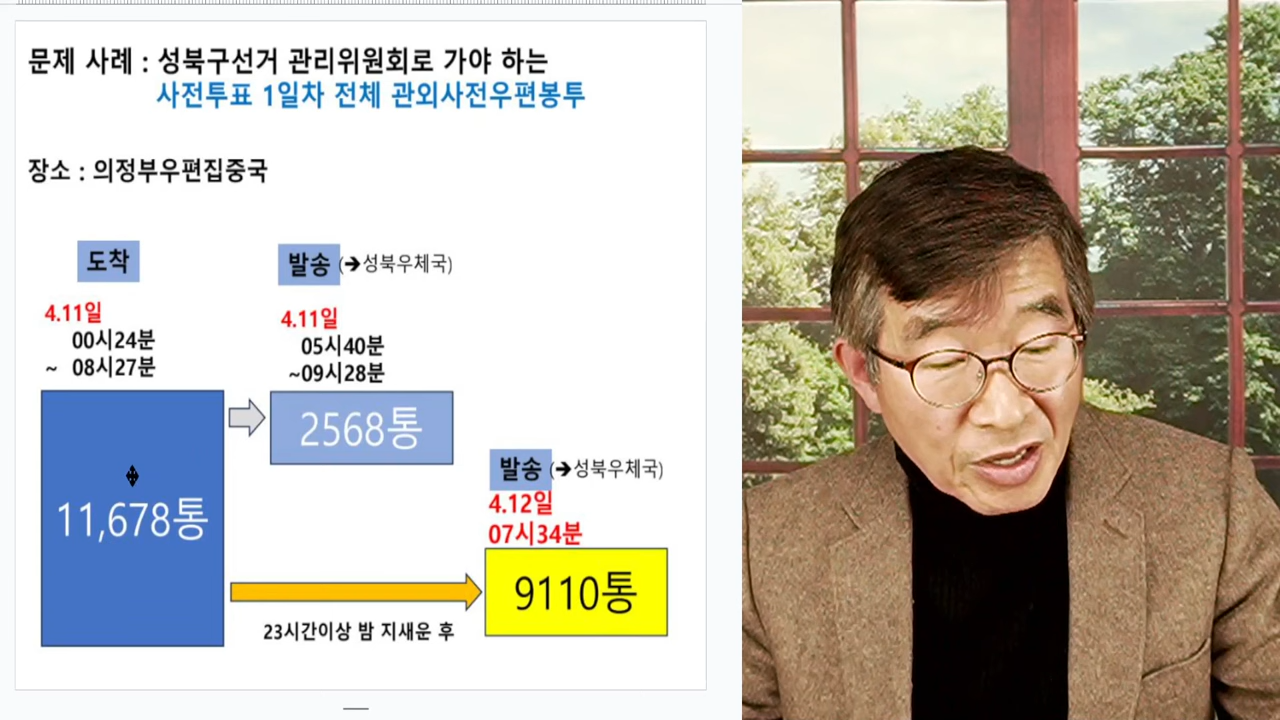 문제 사례 : 성북구선거 관리위원회로 가야 하는
사전투표 1일차 전체 관외사전우편봉투
장소 : 의정부우편집중국
도착
발송 (→성북우체국)
4.11일
00시24분
~ 08시27분
4.11일
05시40분
~09시28분
2568통
발송 (→성북우체국)
4.12일
07시34분
11,678통
9110통
23시간이상 밤 지새운 후